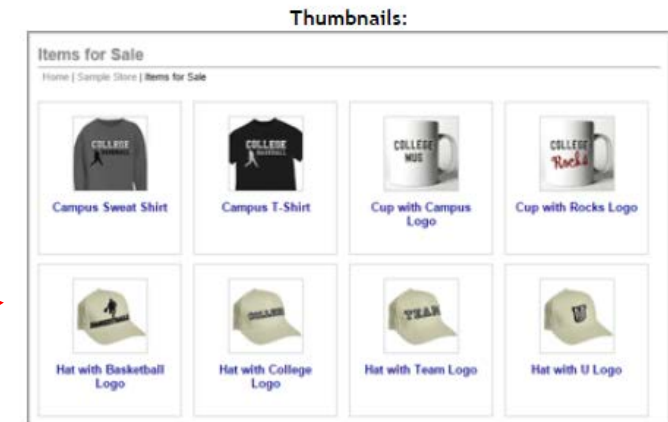 Thumbnails:
Items for Sale
Home | Sample Store | Items for Sale
COLLEGE
BASEBALL
COLLEGE
BASEBALL
COLLEGE
MUG
COLLEGE
Rocks
Campus Sweat Shirt
Campus T-Shirt
Cup with Campus
Logo
Cup with Rocks Logo
BASKETBALL
COLLEGE
TEAM
U
Hat with Basketball
Logo
Hat with College
Logo
Hat with Team Logo
Hat with U Logo